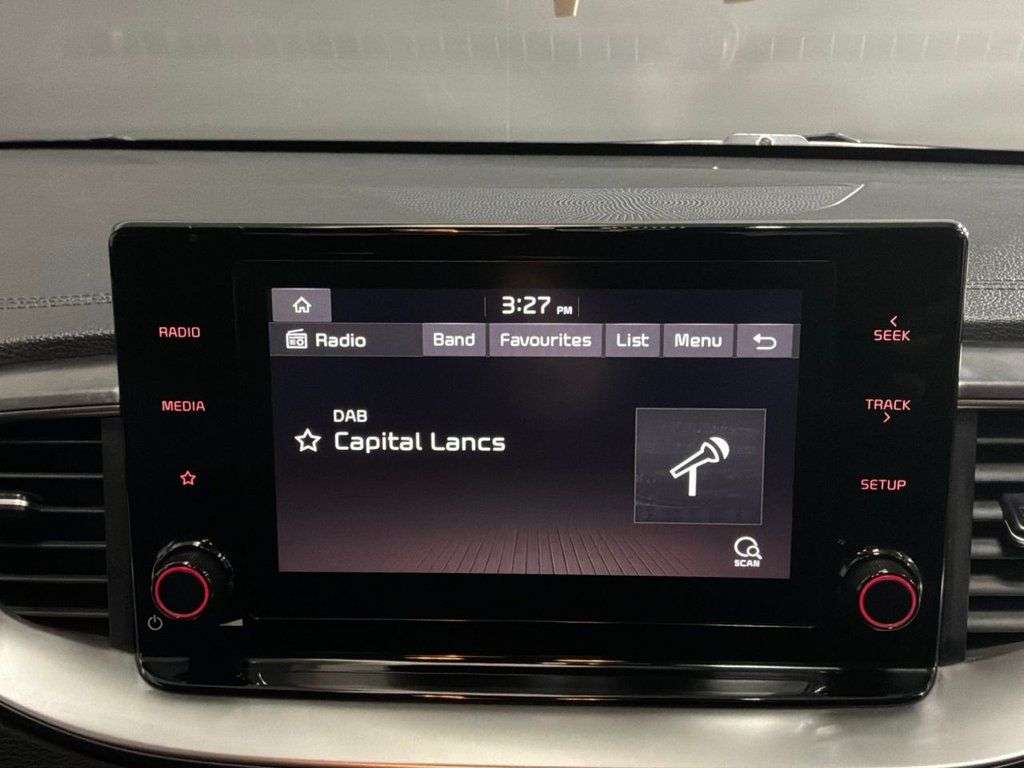 3:27 PM
RADIO
Radio Band Favourites List Menu
< SEEK
MEDIA
DAB
Capital Lancs
TRACK >
SETUP
SCAN